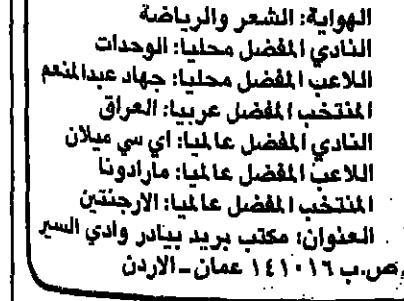 الهواية: الشعر والرياضة
النادي المفضل محليا: الوحدات
اللاعب المفضل محليا: جهاد عبدالمنعم
المنتخب المفضل عربيا: العراق
النادي المفضل عالميا: اي سي ميلان
اللاعب المفضل عالميا: مارادونا
المنتخب المفضل عالميا: الارجنتين
العنوان: مكتب بريد بيادر وادي السير
ص.ب ١٤١٠١٦ عمان - الاردن